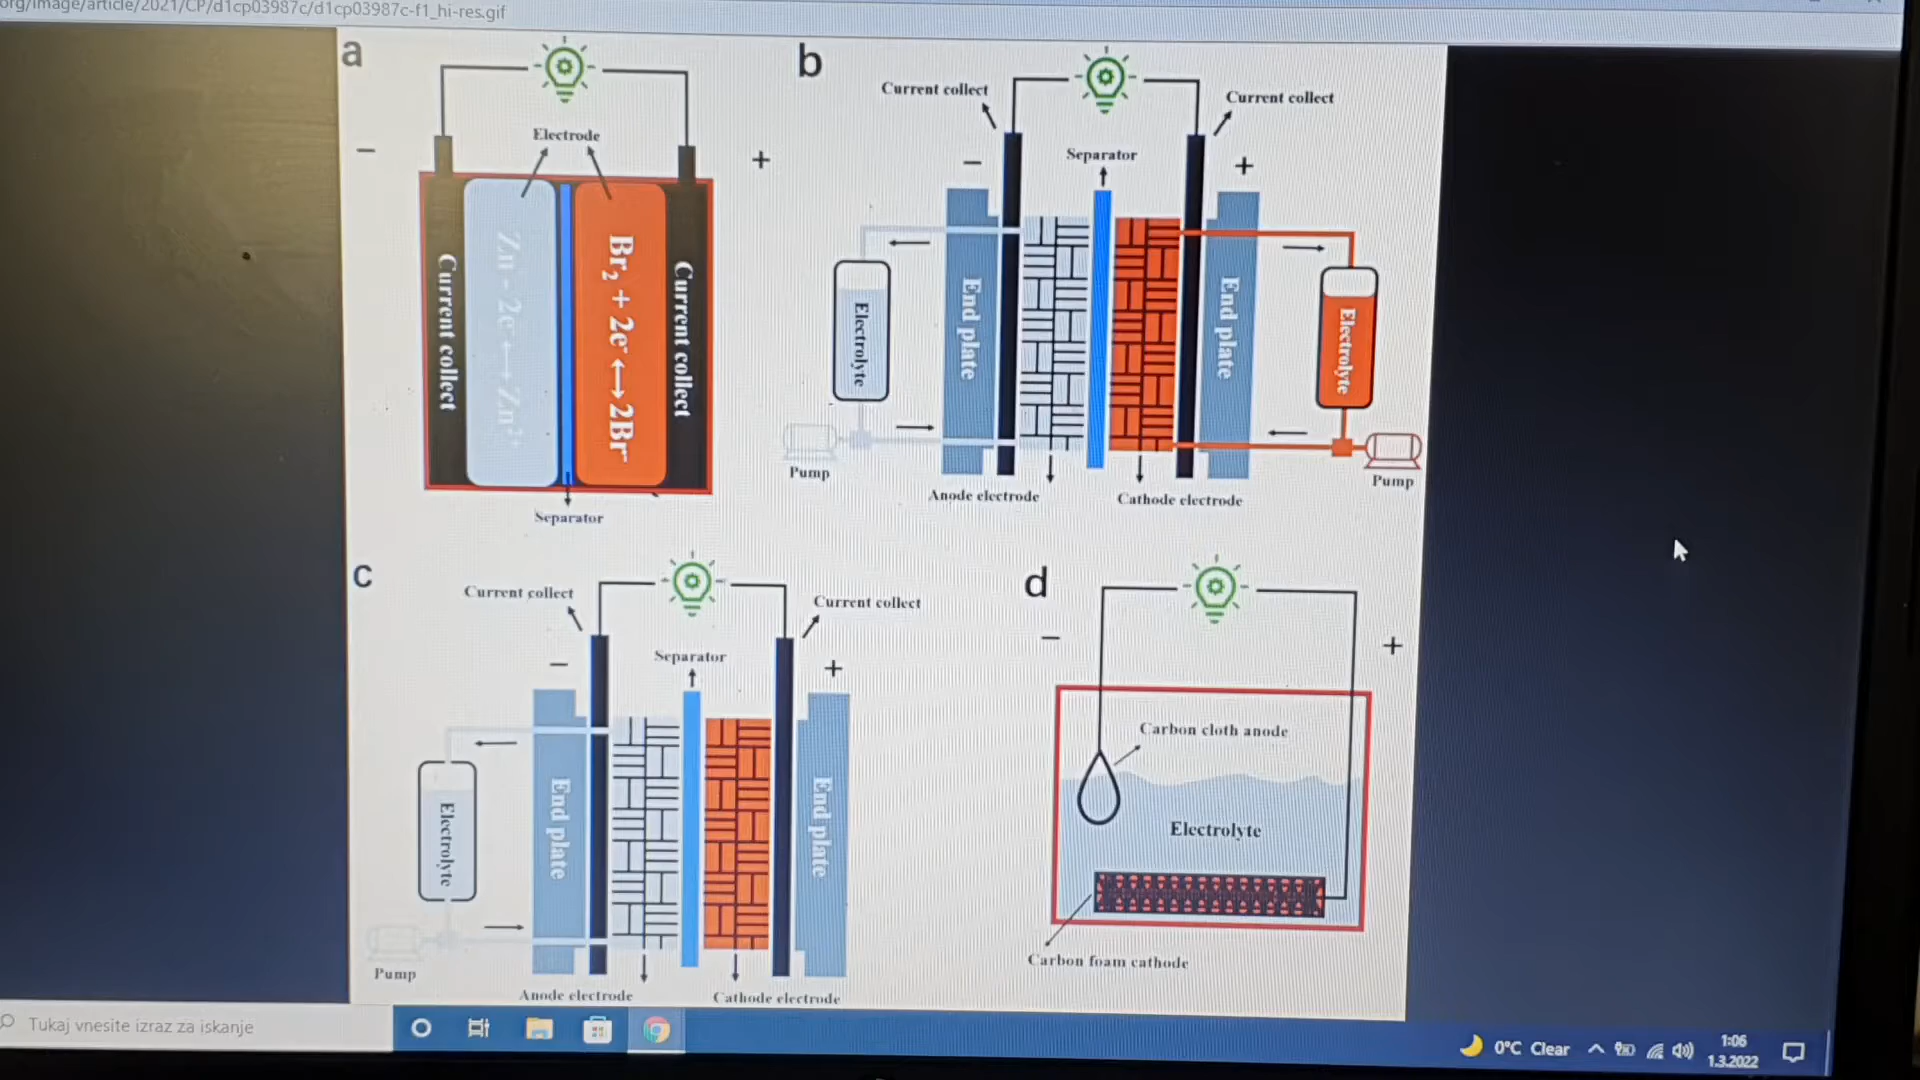 org/image/article/2021/CP/d1cp03987c/d1cp03987c-f1_hi-res.gif
a
Electrode
−
+
Current collect
Zn - 2e⁻ ⟷ Zn²⁺
Br₂ + 2e⁻ ⟷ 2Br⁻
Current collect
Separator
b
Current collect
Current collect
Separator
−
+
Electrolyte
End plate
End plate
Electrolyte
Pump
Pump
Anode electrode
Cathode electrode
c
Current collect
Current collect
Separator
−
+
Electrolyte
End plate
End plate
Pump
Anode electrode
Cathode electrode
d
−
+
Carbon cloth anode
Electrolyte
Carbon foam cathode
Tukaj vnesite izraz za iskanje
0°C Clear
1:06
1.3.2022